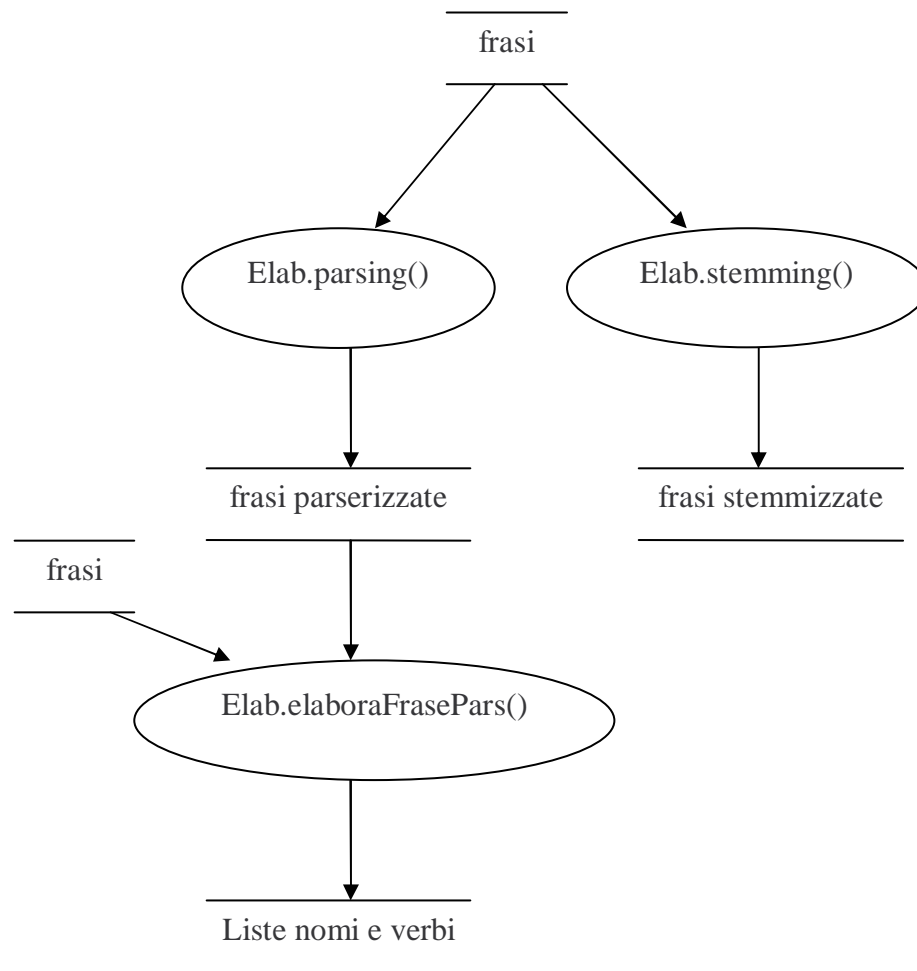 frasi
Elab.parsing()
Elab.stemming()
frasi parserizzate
frasi stemmizzate
frasi
Elab.elaboraFrasePars()
Liste nomi e verbi